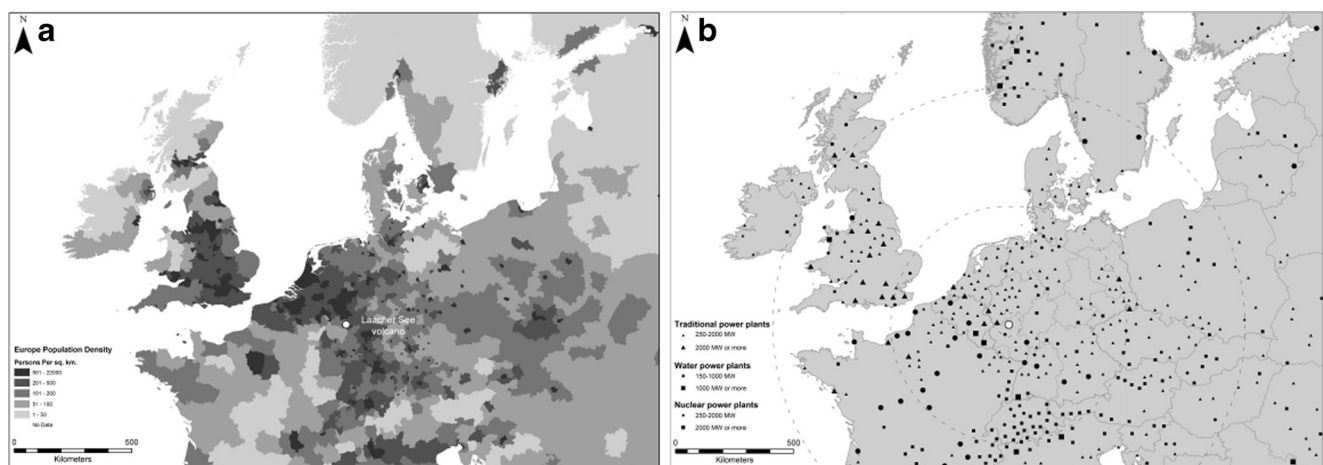 N
a
Laacher See
volcano
Europe Population Density
Persons Per sq. km.
501 - 22000
201 - 500
101 - 200
51 - 100
1 - 50
No Data
0
500
Kilometers
N
b
Traditional power plants
250-2000 MW
2000 MW or more
Water power plants
150-1000 MW
1000 MW or more
Nuclear power plants
250-2000 MW
2000 MW or more
0
500
Kilometers